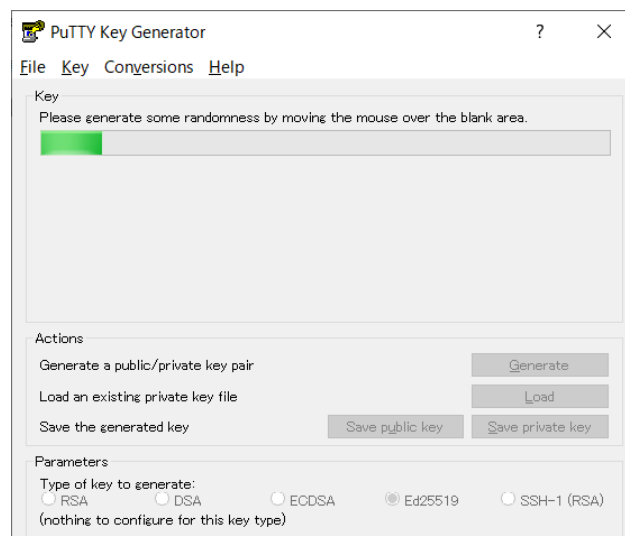 PuTTY Key Generator ? ×
File Key Conversions Help
Key
Please generate some randomness by moving the mouse over the blank area.
Actions
Generate a public/private key pair Generate
Load an existing private key file Load
Save the generated key Save public key Save private key
Parameters
Type of key to generate:
RSA DSA ECDSA Ed25519 SSH-1 (RSA)
(nothing to configure for this key type)